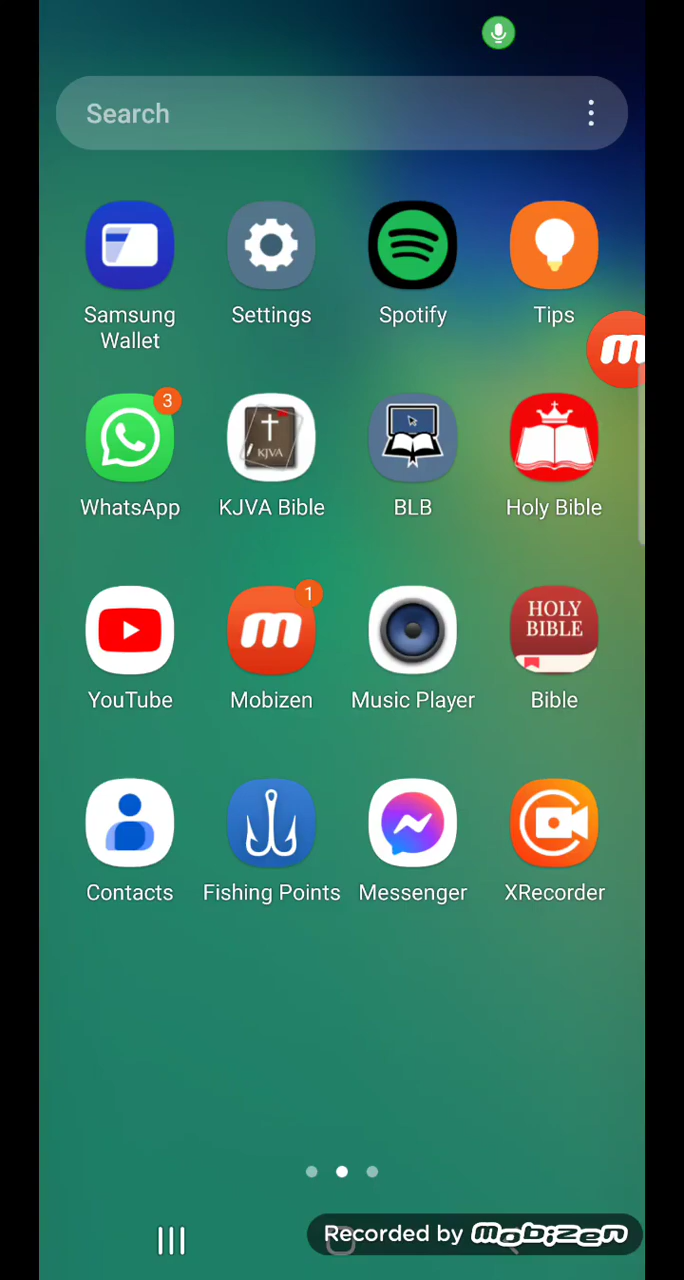 Search
Samsung
Wallet
Settings
Spotify
Tips
m
3
WhatsApp
KJVA
KJVA Bible
BLB
Holy Bible
YouTube
m
1
Mobizen
Music Player
HOLY
BIBLE
Bible
Contacts
Fishing Points
Messenger
XRecorder
Recorded by mobizen